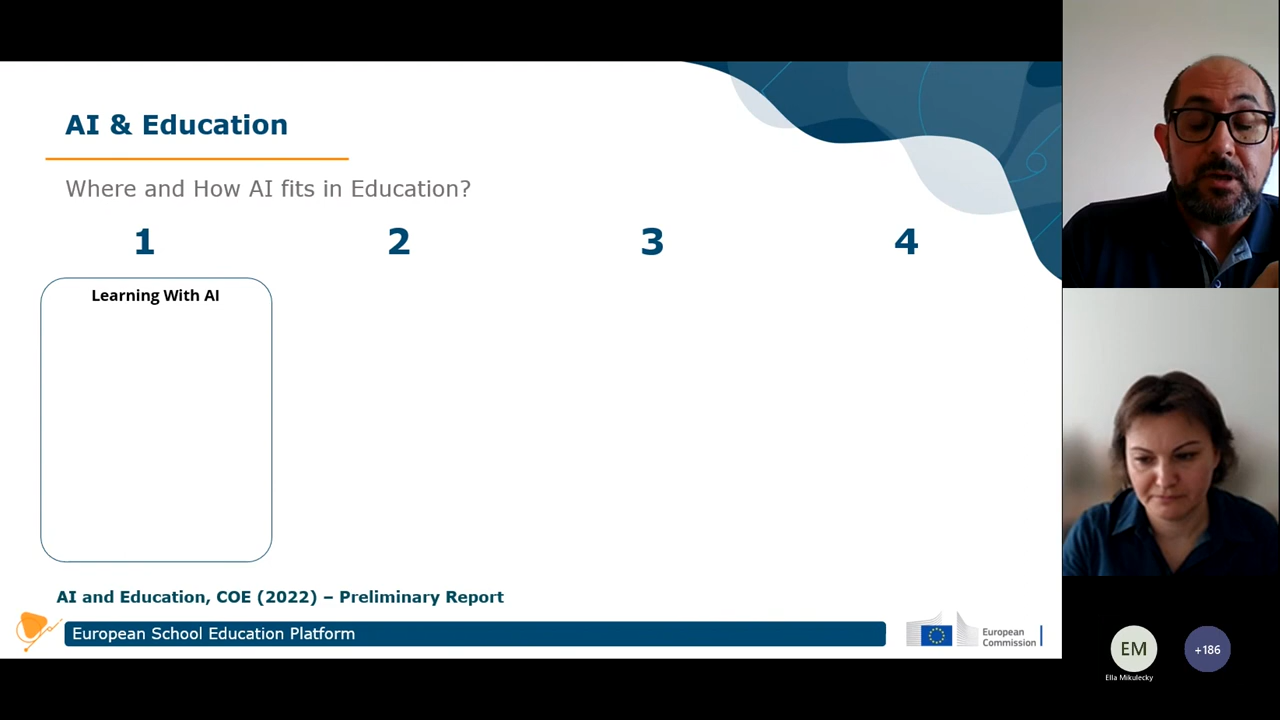 AI & Education
Where and How AI fits in Education?
1 2 3 4
Learning With AI
AI and Education, COE (2022) – Preliminary Report
European School Education Platform
European
Commission
EM
+186
Ella Mikulecky